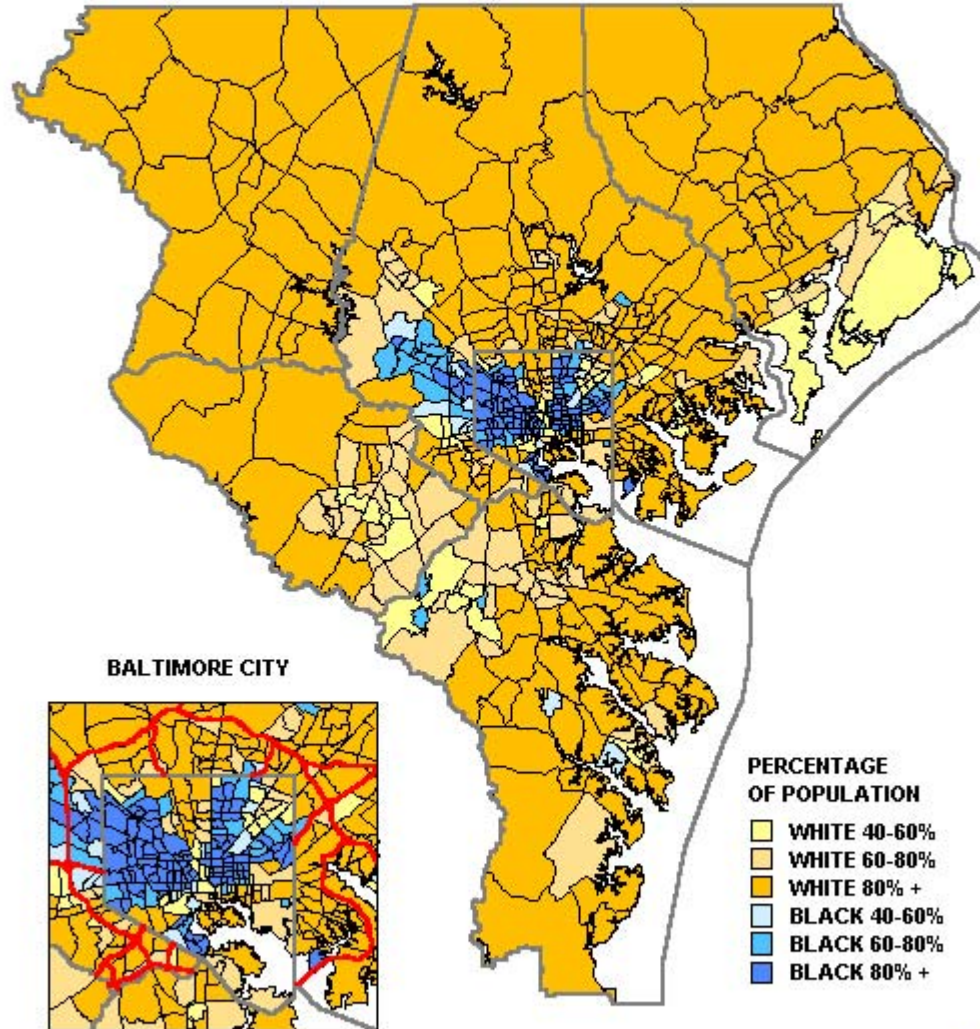 BALTIMORE CITY
PERCENTAGE
OF POPULATION
WHITE 40-60%
WHITE 60-80%
WHITE 80% +
BLACK 40-60%
BLACK 60-80%
BLACK 80% +